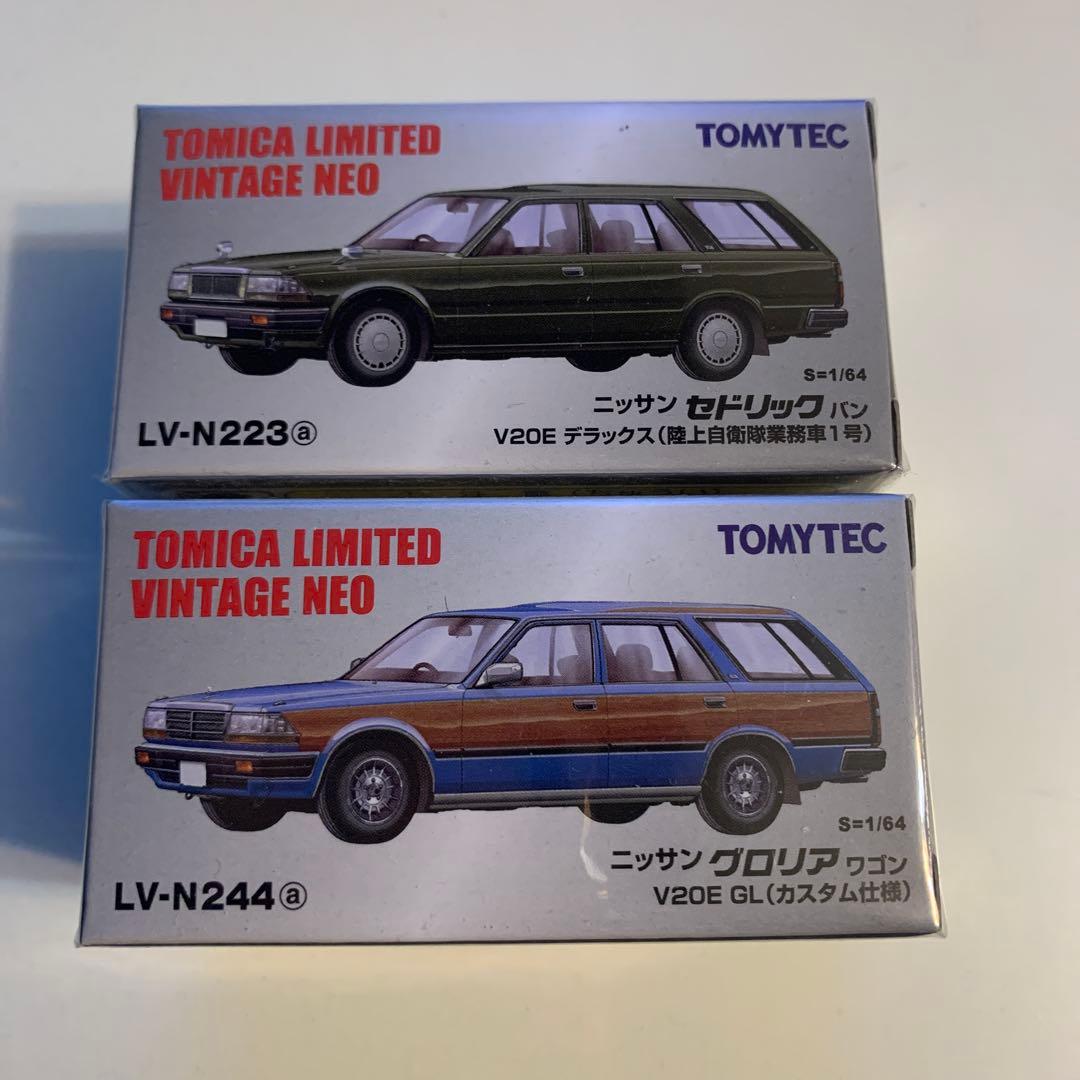 TOMICA LIMITED
VINTAGE NEO
TOMYTEC
S=1/64
ニッサン セドリック バン
LV-N223ⓐ
V20E デラックス(陸上自衛隊業務車1号)
TOMICA LIMITED
VINTAGE NEO
TOMYTEC
S=1/64
ニッサン グロリア ワゴン
LV-N244ⓐ
V20E GL(カスタム仕様)